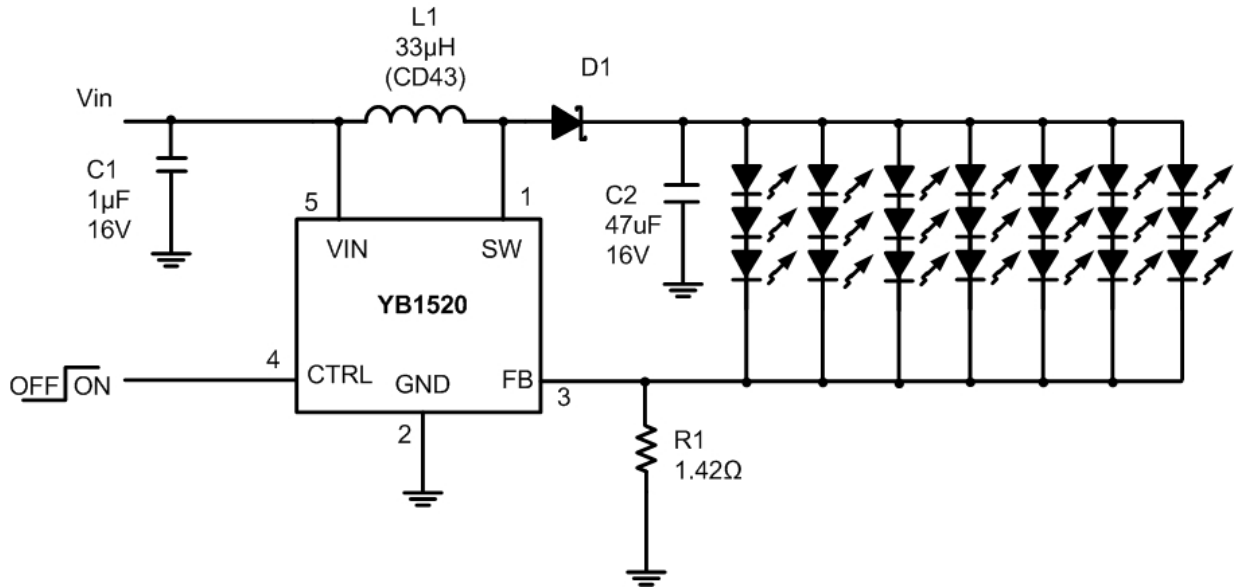 L1
33µH
(CD43)
D1
Vin
C1
1µF
16V
5
1
C2
47uF
16V
VIN
SW
YB1520
4
OFF ON
CTRL
GND
FB
3
2
R1
1.42Ω